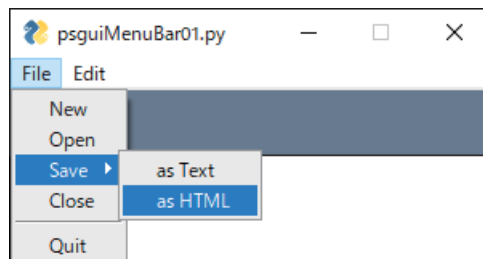 psguiMenuBar01.py
File Edit
New
Open
Save
as Text
Close
as HTML
Quit